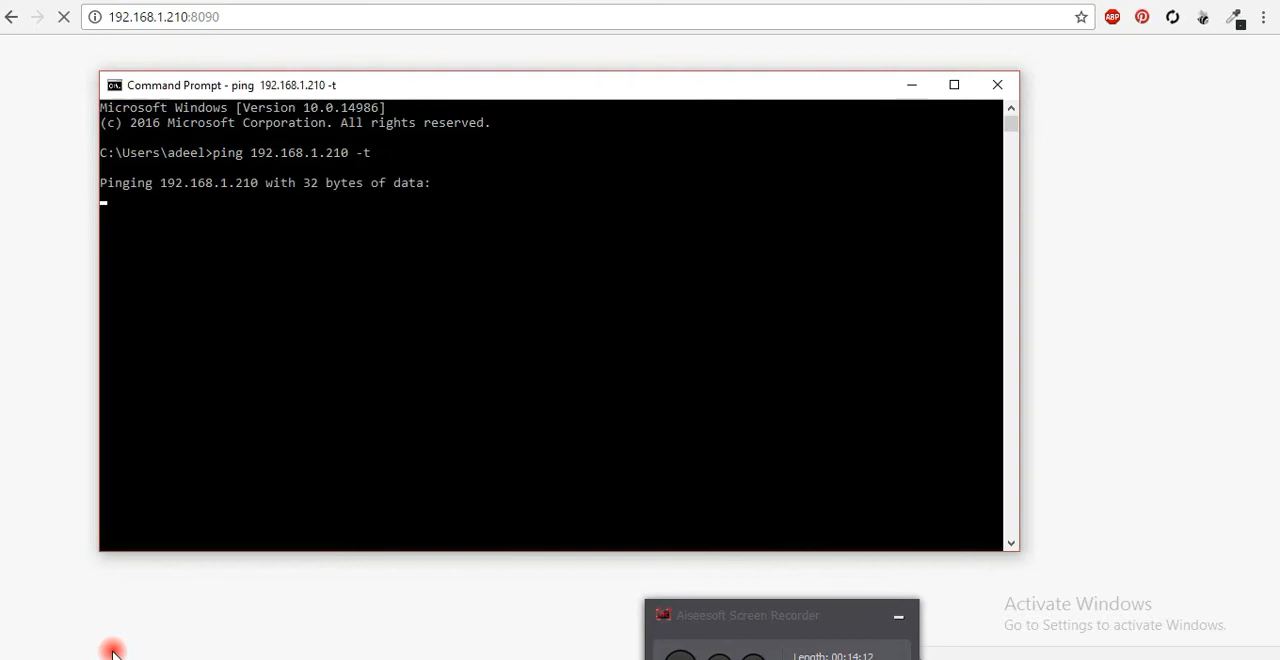 192.168.1.210:8090
ABP
Command Prompt - ping  192.168.1.210 -t
Microsoft Windows [Version 10.0.14986]
(c) 2016 Microsoft Corporation. All rights reserved.
C:\Users\adeel>ping 192.168.1.210 -t
Pinging 192.168.1.210 with 32 bytes of data:
Activate Windows
Go to Settings to activate Windows.
Aiseesoft Screen Recorder
Length: 00:14:12